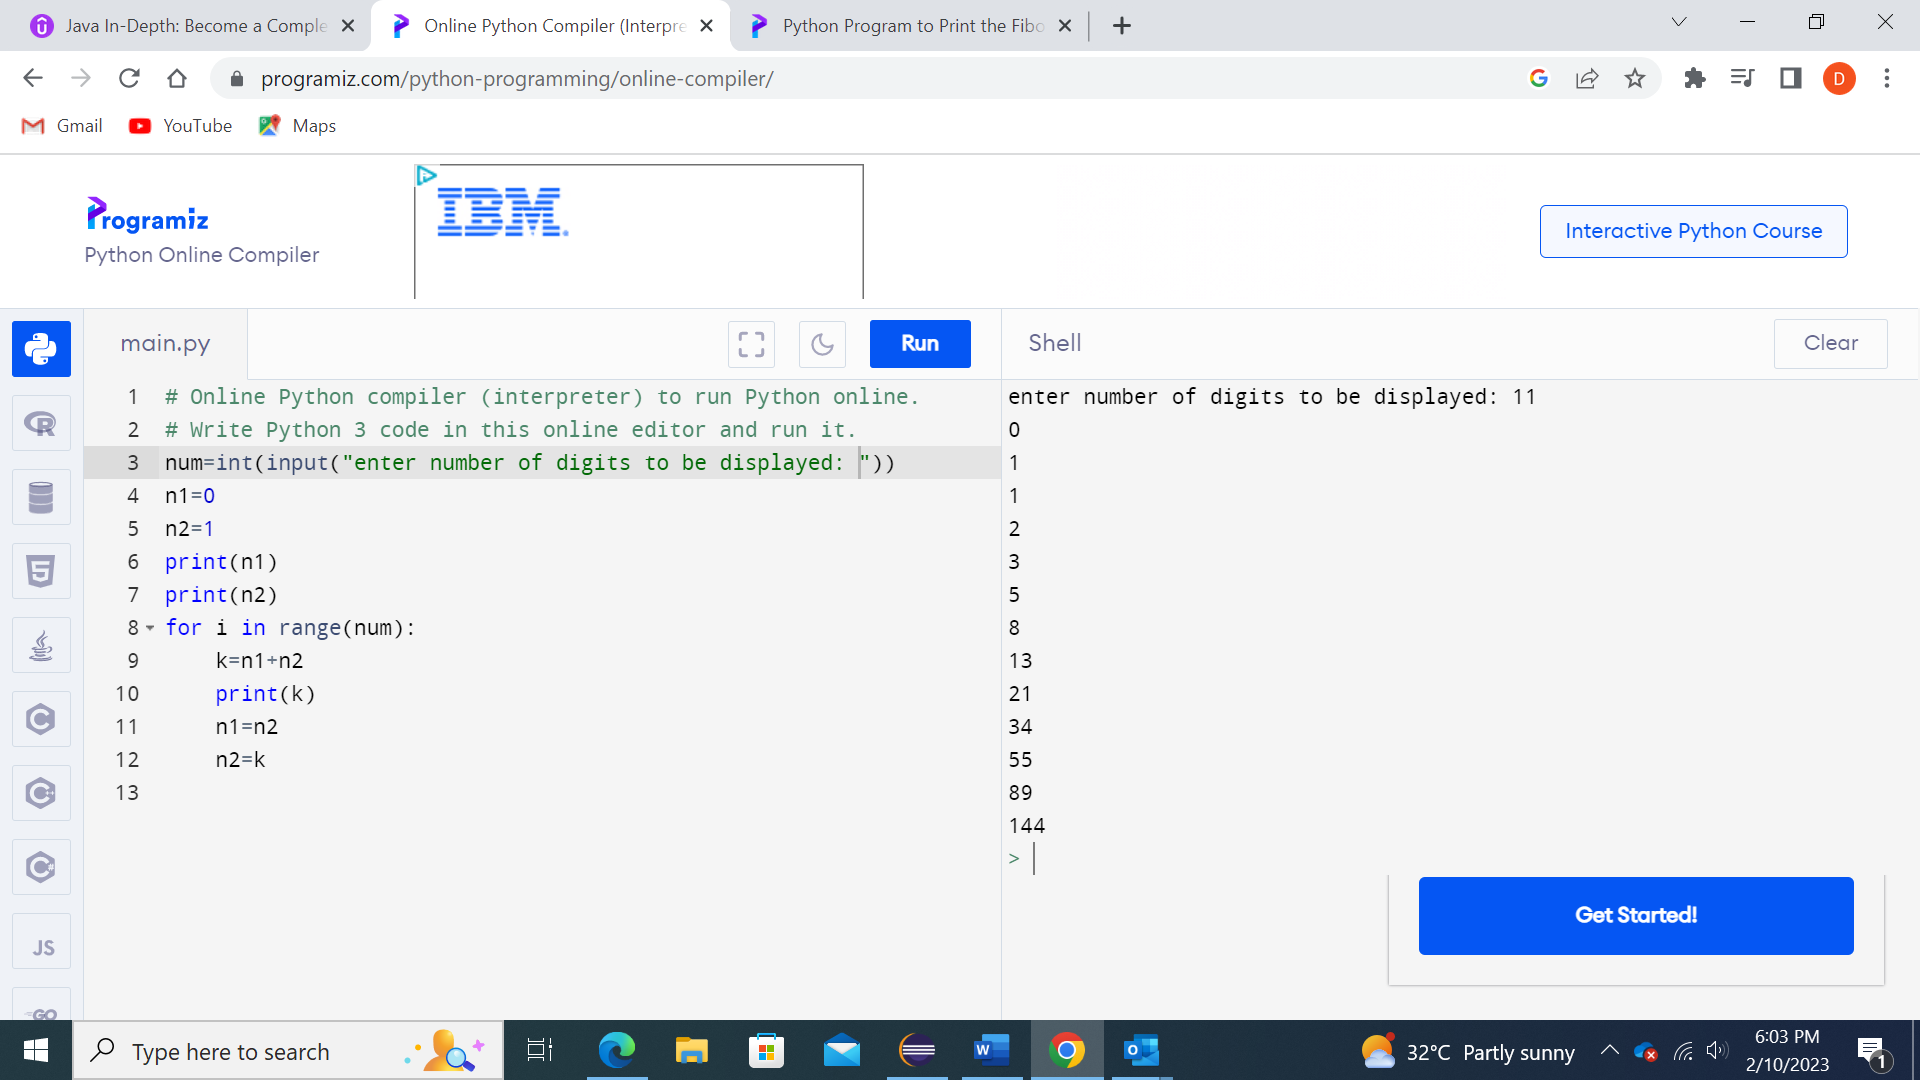 Java In-Depth: Become a Comple
Online Python Compiler (Interpre
Python Program to Print the Fibo
programiz.com/python-programming/online-compiler/
D
Gmail
YouTube
Maps
Programiz
Python Online Compiler
IBM.
Interactive Python Course
main.py
Run
Shell
Clear
1 # Online Python compiler (interpreter) to run Python online.
2 # Write Python 3 code in this online editor and run it.
3 num=int(input("enter number of digits to be displayed: "))
4 n1=0
5 n2=1
6 print(n1)
7 print(n2)
8 for i in range(num):
9     k=n1+n2
10     print(k)
11     n1=n2
12     n2=k
13
enter number of digits to be displayed: 11
0
1
1
2
3
5
8
13
21
34
55
89
144
>
Get Started!
R
5
C
C
C
JS
GO
Type here to search
W
32°C Partly sunny
6:03 PM
2/10/2023
1